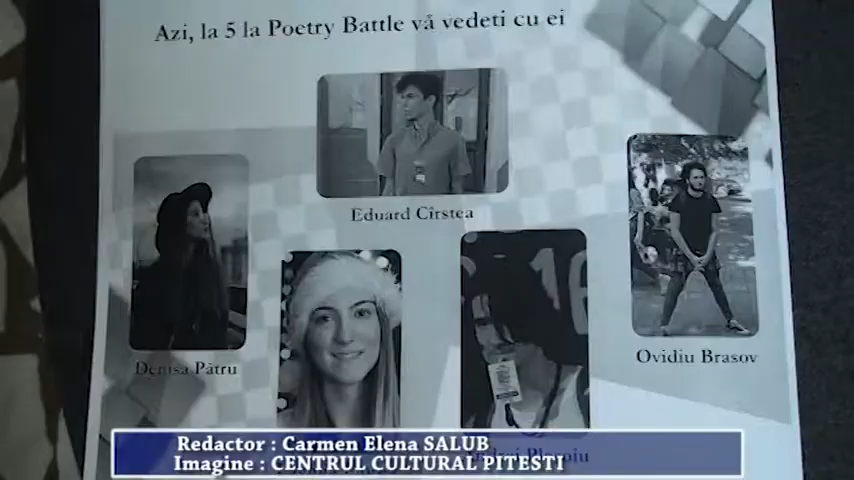 Azi, la 5 la Poetry Battle vă vedeti cu ei
Eduard Cîrstea
Denisa Pătru
Ovidiu Brasov
Redactor : Carmen Elena SALUB
Imagine : CENTRUL CULTURAL PITESTI